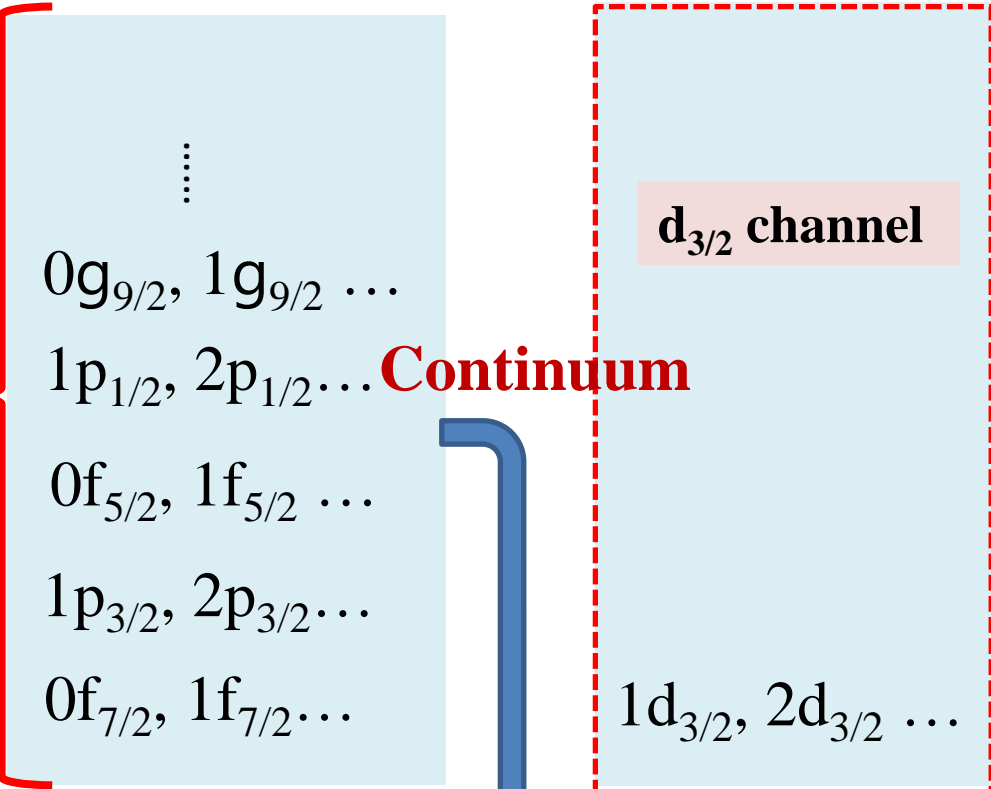 ⋮
d3/2 channel
0g9/2, 1g9/2 …
1p1/2, 2p1/2…
Continuum
0f5/2, 1f5/2 …
1p3/2, 2p3/2…
0f7/2, 1f7/2…
1d3/2, 2d3/2 …